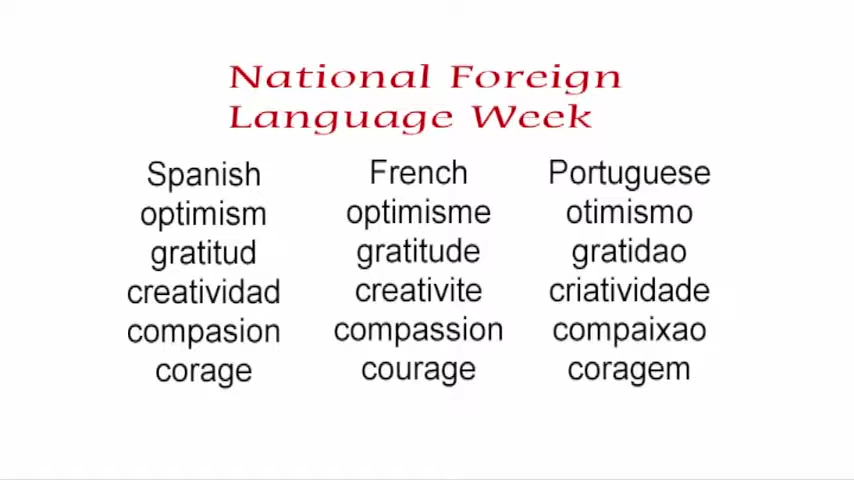 National Foreign
Language Week
Spanish French Portuguese
optimism optimisme otimismo
gratitud gratitude gratidao
creatividad creativite criatividade
compasion compassion compaixao
corage courage coragem